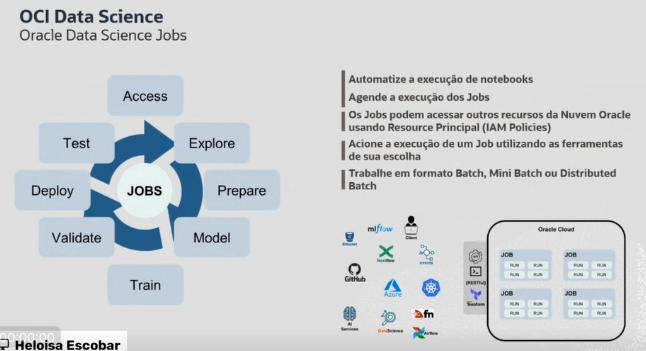 OCI Data Science
Oracle Data Science Jobs
Access
Test
Explore
Deploy
JOBS
Prepare
Validate
Model
Train
Automatize a execução de notebooks
Agende a execução dos Jobs
Os Jobs podem acessar outros recursos da Nuvem Oracle
usando Resource Principal (IAM Policies)
Acione a execução de um Job utilizando as ferramentas
de sua escolha
Trabalhe em formato Batch, Mini Batch ou Distributed
Batch
mlflow
Client
Nextflow
GitHub
Azure
AI
Services
DataScience
fn
Airflow
{RESTful}
Terraform
Oracle Cloud
JOB
RUN RUN
RUN RUN
JOB
RUN RUN
RUN RUN
JOB
RUN RUN
RUN RUN
JOB
RUN RUN
RUN RUN
00:00:00
Heloisa Escobar